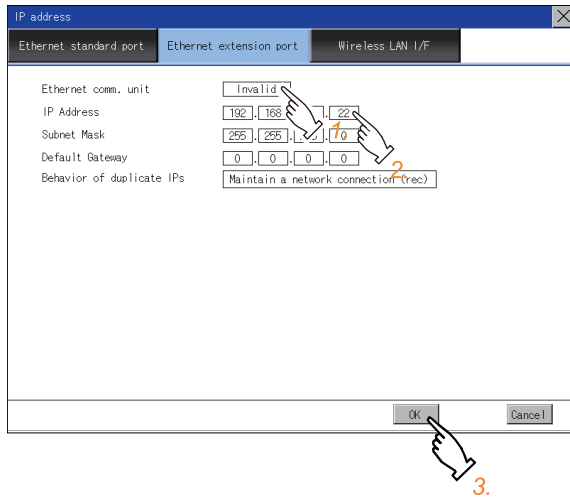 IP address
Ethernet standard port Ethernet extension port Wireless LAN I/F
Ethernet comm. unit Invalid
IP Address 192 . 168 . . 22
Subnet Mask 255 . 255 . . 0
Default Gateway 0 . 0 . 0 . 0
Behavior of duplicate IPs Maintain a network connection (rec)
1.
2.
OK Cancel
3.